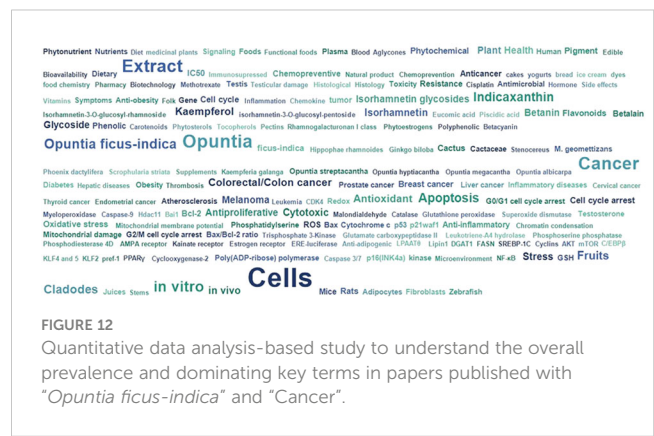 Phytonutrient Nutrients Diet medicinal plants Signaling Foods Functional foods Plasma Blood Aglycones Phytochemical Plant Health Human Pigment Edible
Bioavailability Dietary Extract IC50 Immunosupressed Chemopreventive Natural product Chemoprevention Anticancer cakes yogurts bread ice cream dyes
food chemistry Pharmacy Biotechnology Methotrexate Testis Testicular damage Histological Histology Toxicity Resistance Cisplatin Antimicrobial Hormone Side effects
Vitamins Symptoms Anti-obesity Folk Gene Cell cycle Inflammation Chemokine tumor Isorhamnetin glycosides Indicaxanthin
Isorhamnetin-3-O-glucosyl-rhamnoside Kaempferol isorhamnetin-3-O-glucosyl-pentoside Isorhamnetin Eucomic acid Piscidic acid Betanin Flavonoids Betalain
Glycoside Phenolic Carotenoids Phytosterols Tocopherols Pectins Rhamnogalacturonan I class Phytoestrogens Polyphenolic Betacyanin
Opuntia ficus-indica Opuntia ficus-indica Hippophae rhamnoides Ginkgo biloba Cactus Cactaceae Stenocereus M. geometizans
Phoenix dactylifera Scrophularia striata Supplements Kaempferia galanga Opuntia streptacantha Opuntia hyptiacantha Opuntia megacantha Opuntia albicarpa Cancer
Diabetes Hepatic diseases Obesity Thrombosis Colorectal/Colon cancer Prostate cancer Breast cancer Liver cancer Inflammatory diseases Cervical cancer
Thyroid cancer Endometrial cancer Atherosclerosis Melanoma Leukemia CDK4 Redox Antioxidant Apoptosis G0/G1 cell cycle arrest Cell cycle arrest
Myeloperoxidase Caspase-9 Hdac11 Bai1 Bcl-2 Antiproliferative Cytotoxic Malondialdehyde Catalase Glutathione peroxidase Superoxide dismutase Testosterone
Oxidative stress Mitochondrial membrane potential Phosphatidylserine ROS Bax Cytochrome c p53 p21waf1 Anti-inflammatory Chromatin condensation
Mitochondrial damage G2/M cell cycle arrest Bax/Bcl-2 ratio Trisphosphate 3-Kinase Glutamate carboxypeptidase II Leukotriene-A4 hydrolase Phosphoserine phosphatase
Phosphodiesterase 4D AMPA receptor Kainate receptor Estrogen receptor ERE-luciferase Anti-adipogenic LPAATθ Lipin1 DGAT1 FASN SREBP-1C Cyclins AKT mTOR C/EBPβ
KLF4 and 5 KLF2 pref-1 PPARγ Cyclooxygenase-2 Poly(ADP-ribose) polymerase Caspase 3/7 p16(INK4a) kinase Microenvironment NF-κB Stress GSH Fruits
Cladodes Juices Stems in vitro in vivo Cells Mice Rats Adipocytes Fibroblasts Zebrafish
FIGURE 12
Quantitative data analysis-based study to understand the overall
prevalence and dominating key terms in papers published with
“Opuntia ficus-indica” and “Cancer”.